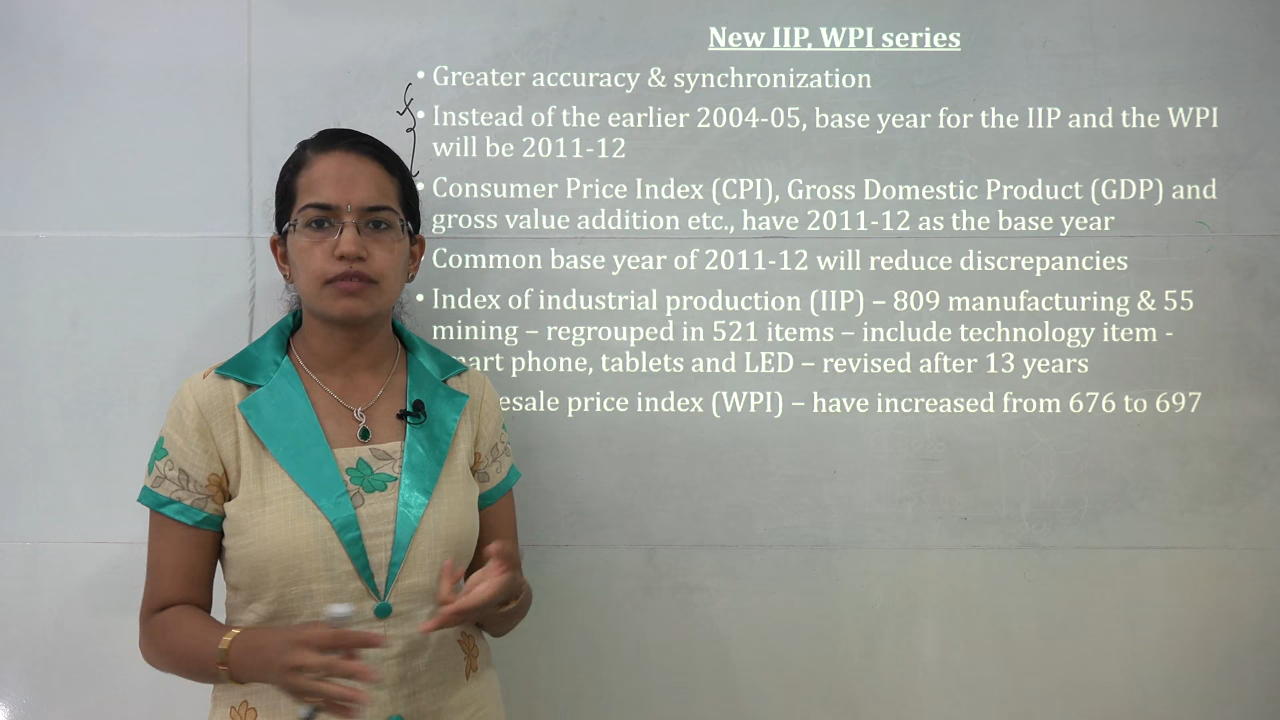 New IIP, WPI series
• Greater accuracy & synchronization
• Instead of the earlier 2004-05, base year for the IIP and the WPI
will be 2011-12
• Consumer Price Index (CPI), Gross Domestic Product (GDP) and
gross value addition etc., have 2011-12 as the base year
• Common base year of 2011-12 will reduce discrepancies
• Index of industrial production (IIP) – 809 manufacturing & 55
mining – regrouped in 521 items – include technology item -
phone, tablets and LED – revised after 13 years
price index (WPI) – have increased from 676 to 697